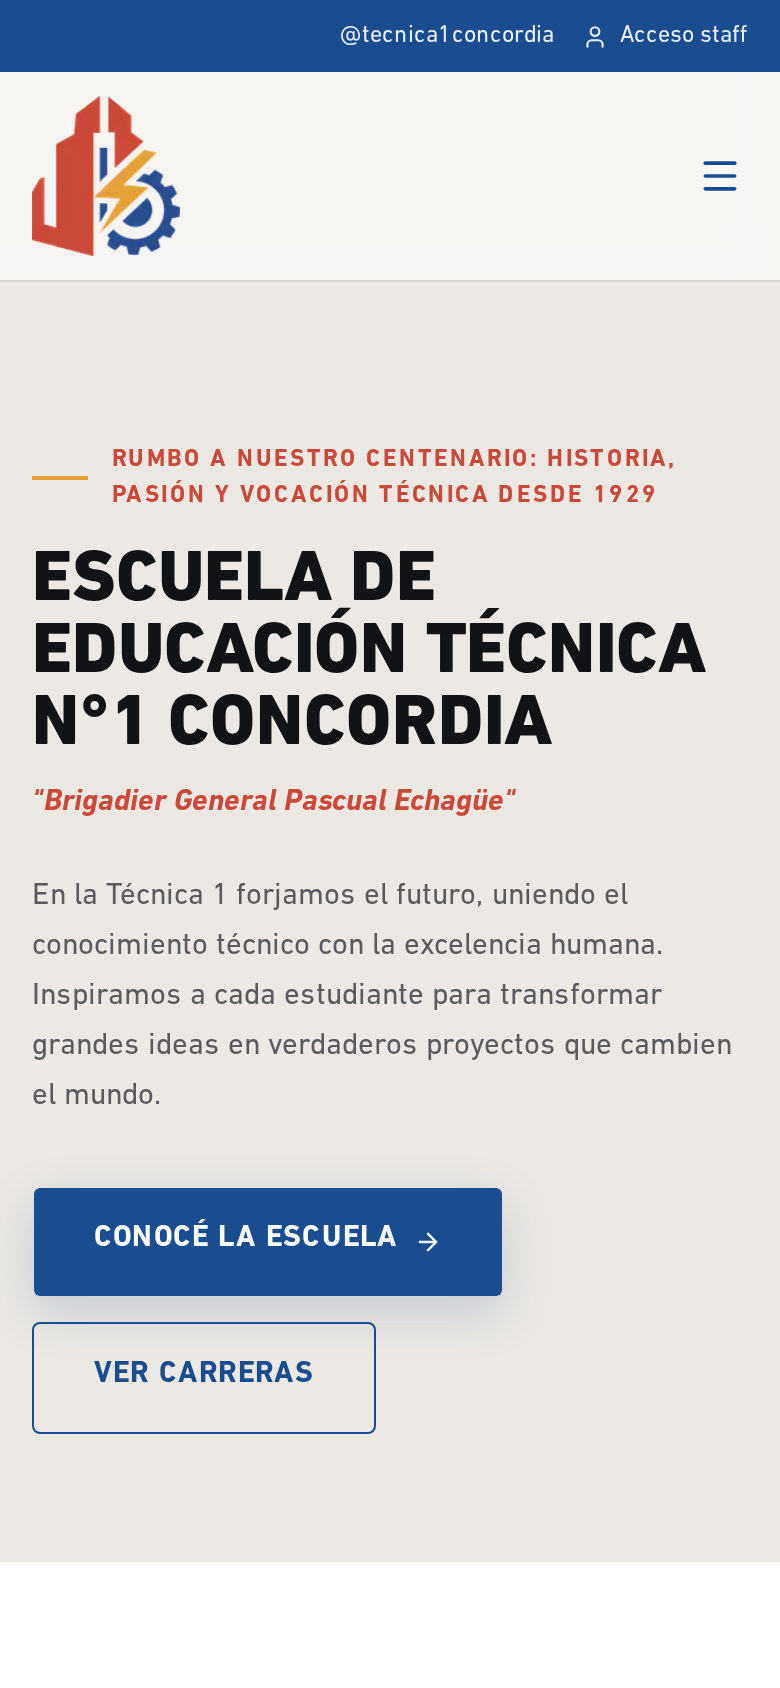 @tecnica1concordia Acceso staff
RUMBO A NUESTRO CENTENARIO: HISTORIA,
PASIÓN Y VOCACIÓN TÉCNICA DESDE 1929
ESCUELA DE
EDUCACIÓN TÉCNICA
N°1 CONCORDIA
"Brigadier General Pascual Echagüe"
En la Técnica 1 forjamos el futuro, uniendo el
conocimiento técnico con la excelencia humana.
Inspiramos a cada estudiante para transformar
grandes ideas en verdaderos proyectos que cambien
el mundo.
CONOCÉ LA ESCUELA →
VER CARRERAS